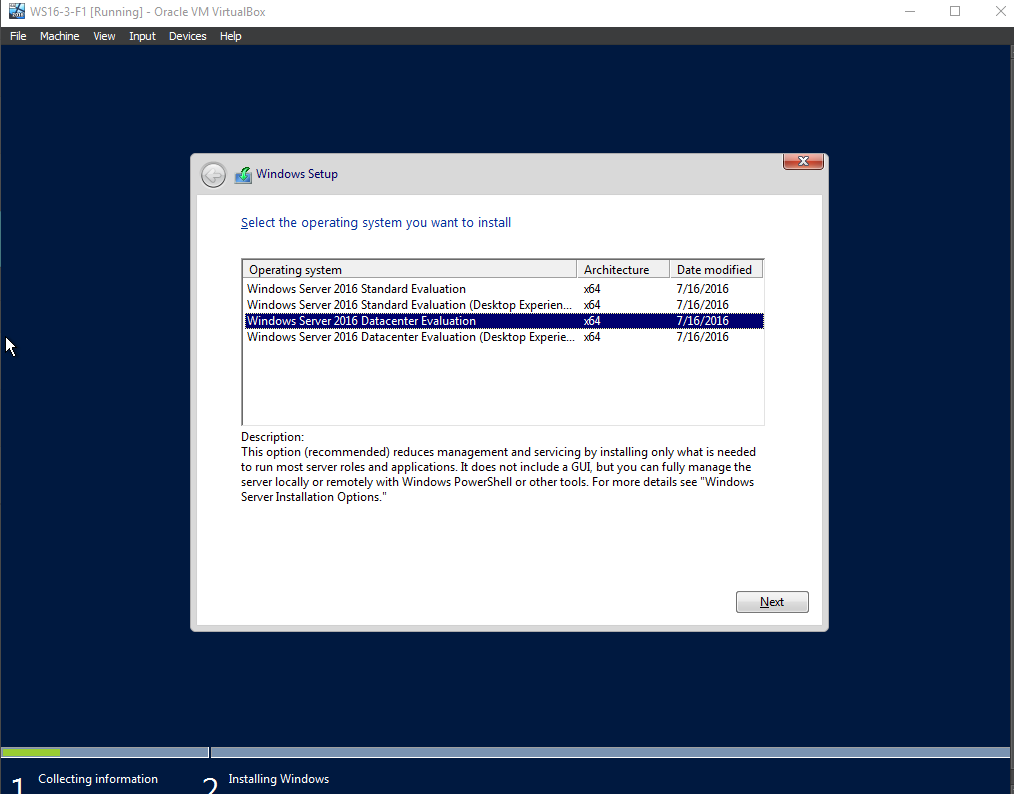 WS16-3-F1 [Running] - Oracle VM VirtualBox
File Machine View Input Devices Help
Windows Setup
Select the operating system you want to install
Operating system Architecture Date modified
Windows Server 2016 Standard Evaluation x64 7/16/2016
Windows Server 2016 Standard Evaluation (Desktop Experien... x64 7/16/2016
Windows Server 2016 Datacenter Evaluation x64 7/16/2016
Windows Server 2016 Datacenter Evaluation (Desktop Experie... x64 7/16/2016
Description:
This option (recommended) reduces management and servicing by installing only what is needed
to run most server roles and applications. It does not include a GUI, but you can fully manage the
server locally or remotely with Windows PowerShell or other tools. For more details see "Windows
Server Installation Options."
Next
1 Collecting information 2 Installing Windows